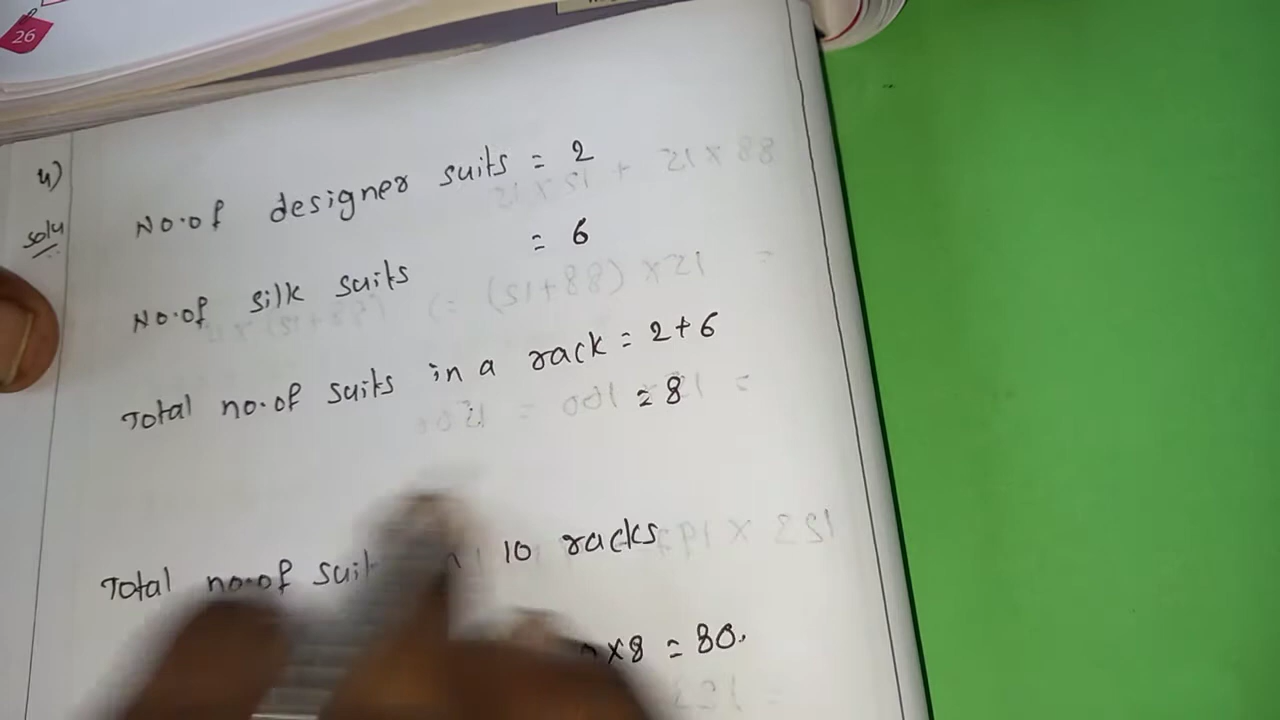 26
4)
No.of designer suits = 2
Solu
No.of silk suits = 6
Total no.of suits in a rack = 2+6
= 8
Total no.of 10 racks
×8 = 80.